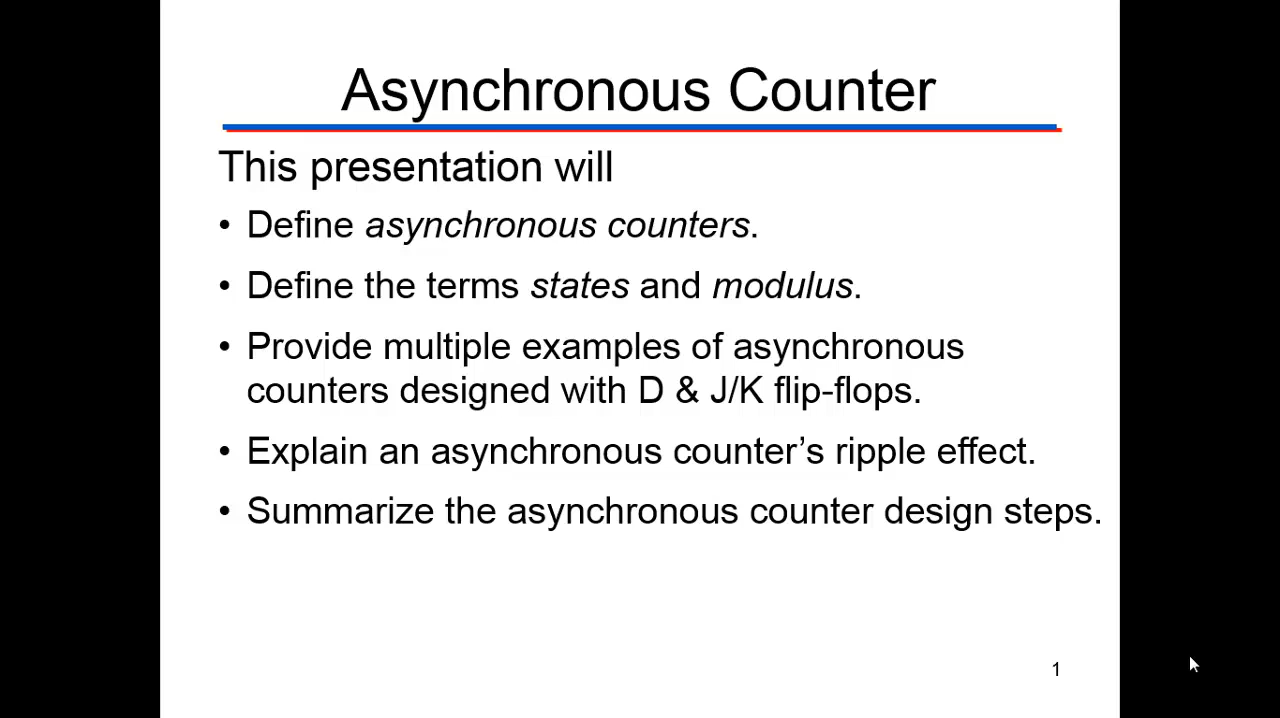 Asynchronous Counter
This presentation will
• Define asynchronous counters.
• Define the terms states and modulus.
• Provide multiple examples of asynchronous
counters designed with D & J/K flip-flops.
• Explain an asynchronous counter’s ripple effect.
• Summarize the asynchronous counter design steps.
1